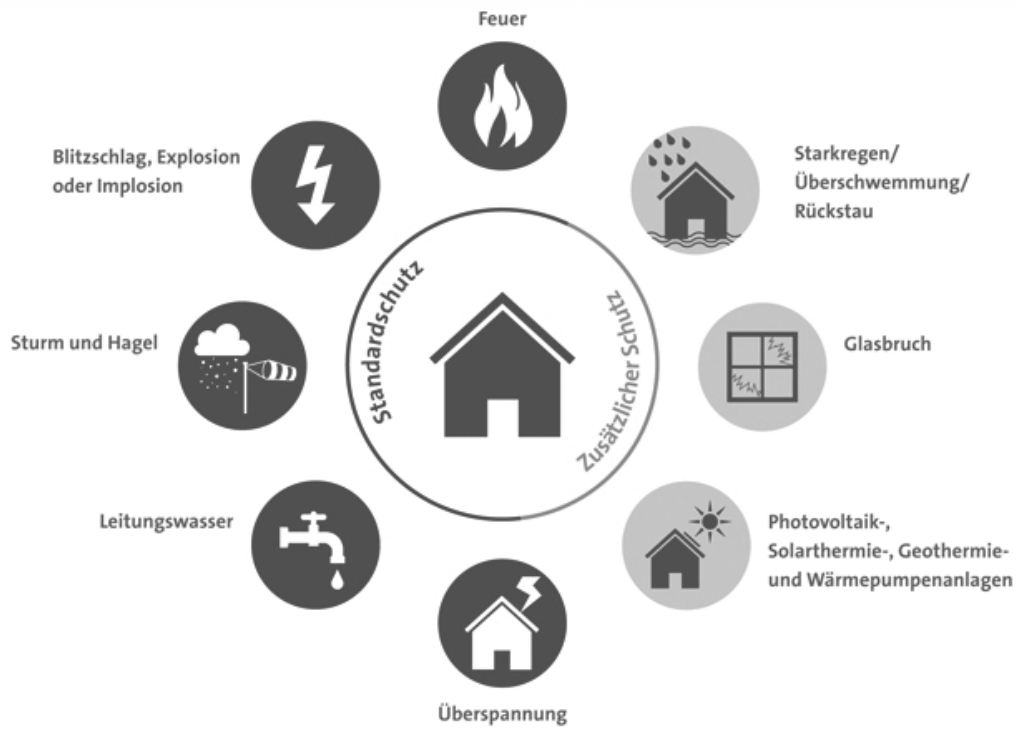 Feuer
Blitzschlag, Explosion
oder Implosion
Starkregen/
Überschwemmung/
Rückstau
Standardschutz
Zusätzlicher Schutz
Sturm und Hagel
Glasbruch
Leitungswasser
Photovoltaik-,
Solarthermie-, Geothermie-
und Wärmepumpenanlagen
Überspannung